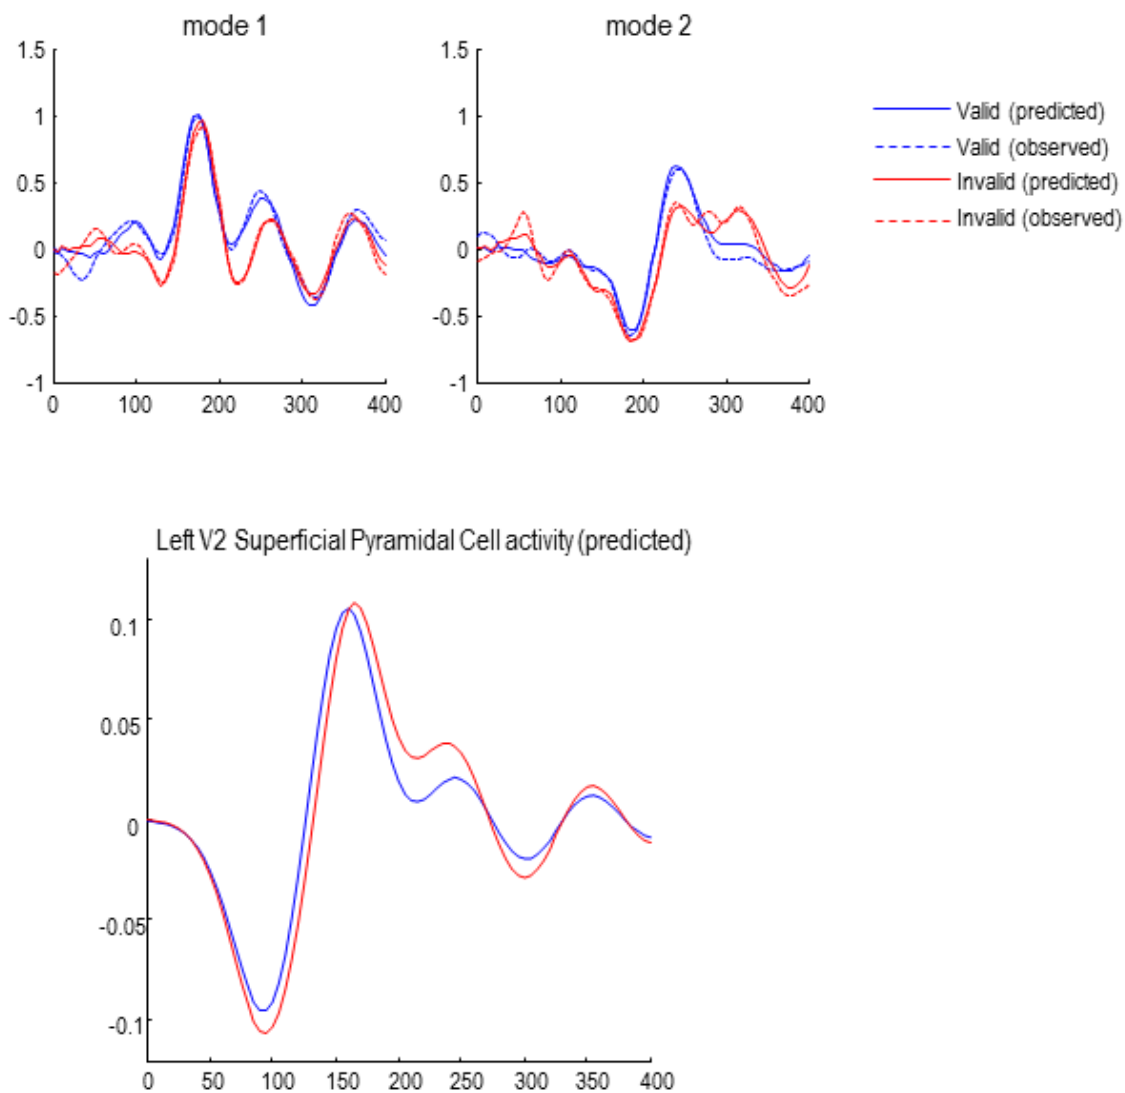 mode 1
mode 2
1.5
1
0.5
0
-0.5
-1
0 100 200 300 400
1.5
1
0.5
0
-0.5
-1
0 100 200 300 400
Valid (predicted)
Valid (observed)
Invalid (predicted)
Invalid (observed)
Left V2 Superficial Pyramidal Cell activity (predicted)
0.1
0.05
0
-0.05
-0.1
0 50 100 150 200 250 300 350 400